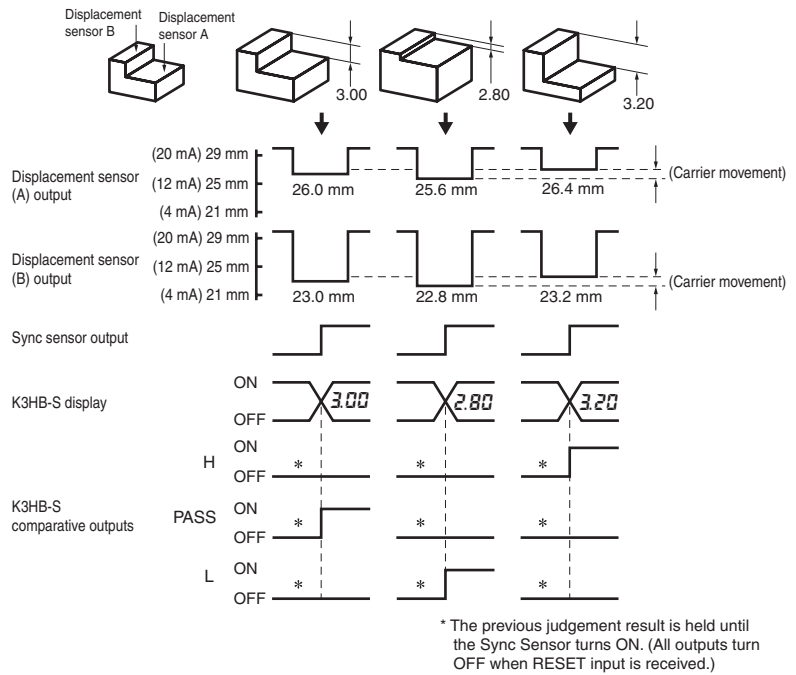 Displacement
sensor B
Displacement
sensor A
3.00
2.80
3.20
Displacement sensor
(A) output
(20 mA) 29 mm
(12 mA) 25 mm
(4 mA) 21 mm
26.0 mm
25.6 mm
26.4 mm
(Carrier movement)
Displacement sensor
(B) output
(20 mA) 29 mm
(12 mA) 25 mm
(4 mA) 21 mm
23.0 mm
22.8 mm
23.2 mm
(Carrier movement)
Sync sensor output
K3HB-S display
ON
OFF
3.00
2.80
3.20
K3HB-S
comparative outputs
H
ON
OFF
* * *
PASS
ON
OFF
* * *
L
ON
OFF
* * *
* The previous judgement result is held until
the Sync Sensor turns ON. (All outputs turn
OFF when RESET input is received.)